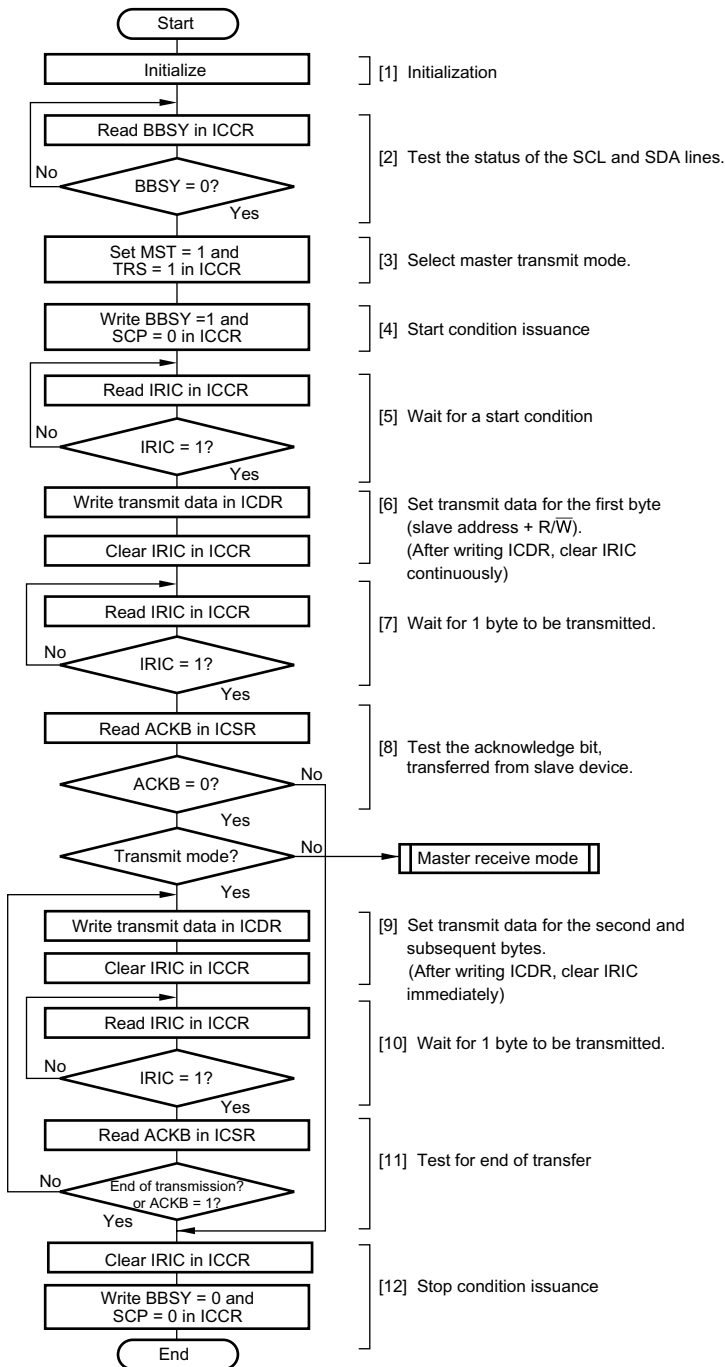 Start
Initialize
[1] Initialization
Read BBSY in ICCR
[2] Test the status of the SCL and SDA lines.
No
BBSY = 0?
Yes
Set MST = 1 and
TRS = 1 in ICCR
[3] Select master transmit mode.
Write BBSY =1 and
SCP = 0 in ICCR
[4] Start condition issuance
Read IRIC in ICCR
[5] Wait for a start condition
No
IRIC = 1?
Yes
Write transmit data in ICDR
[6] Set transmit data for the first byte
(slave address + R/W̅).
(After writing ICDR, clear IRIC
continuously)
Clear IRIC in ICCR
Read IRIC in ICCR
[7] Wait for 1 byte to be transmitted.
No
IRIC = 1?
Yes
Read ACKB in ICSR
[8] Test the acknowledge bit,
transferred from slave device.
No
ACKB = 0?
Yes
No
Transmit mode?
Master receive mode
Yes
Write transmit data in ICDR
[9] Set transmit data for the second and
subsequent bytes.
(After writing ICDR, clear IRIC
immediately)
Clear IRIC in ICCR
Read IRIC in ICCR
[10] Wait for 1 byte to be transmitted.
No
IRIC = 1?
Yes
Read ACKB in ICSR
[11] Test for end of transfer
No
End of transmission?
or ACKB = 1?
Yes
Clear IRIC in ICCR
[12] Stop condition issuance
Write BBSY = 0 and
SCP = 0 in ICCR
End